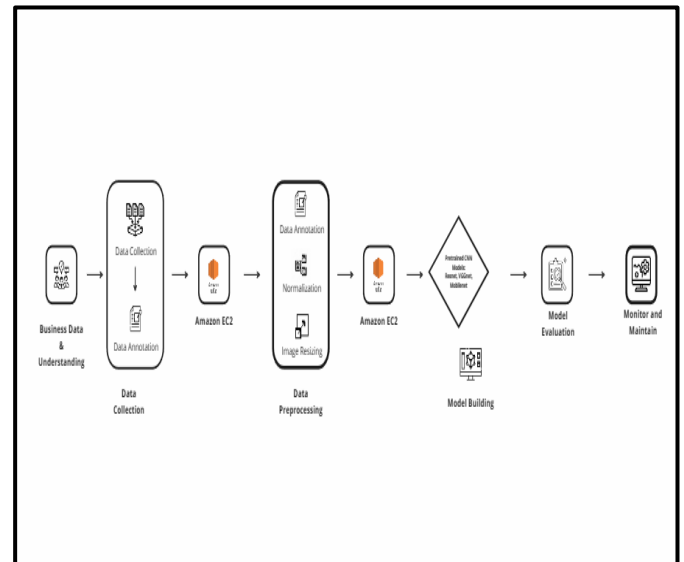 Business Data
&
Understanding
Data Collection
Data Annotation
Data
Collection
Amazon EC2
Data Annotation
Normalization
Image Resizing
Data
Preprocessing
Amazon EC2
Pretrained CNN
Models:
Resnet, VGGnet,
Mobilenet
Model Building
Model
Evaluation
Monitor and
Maintain